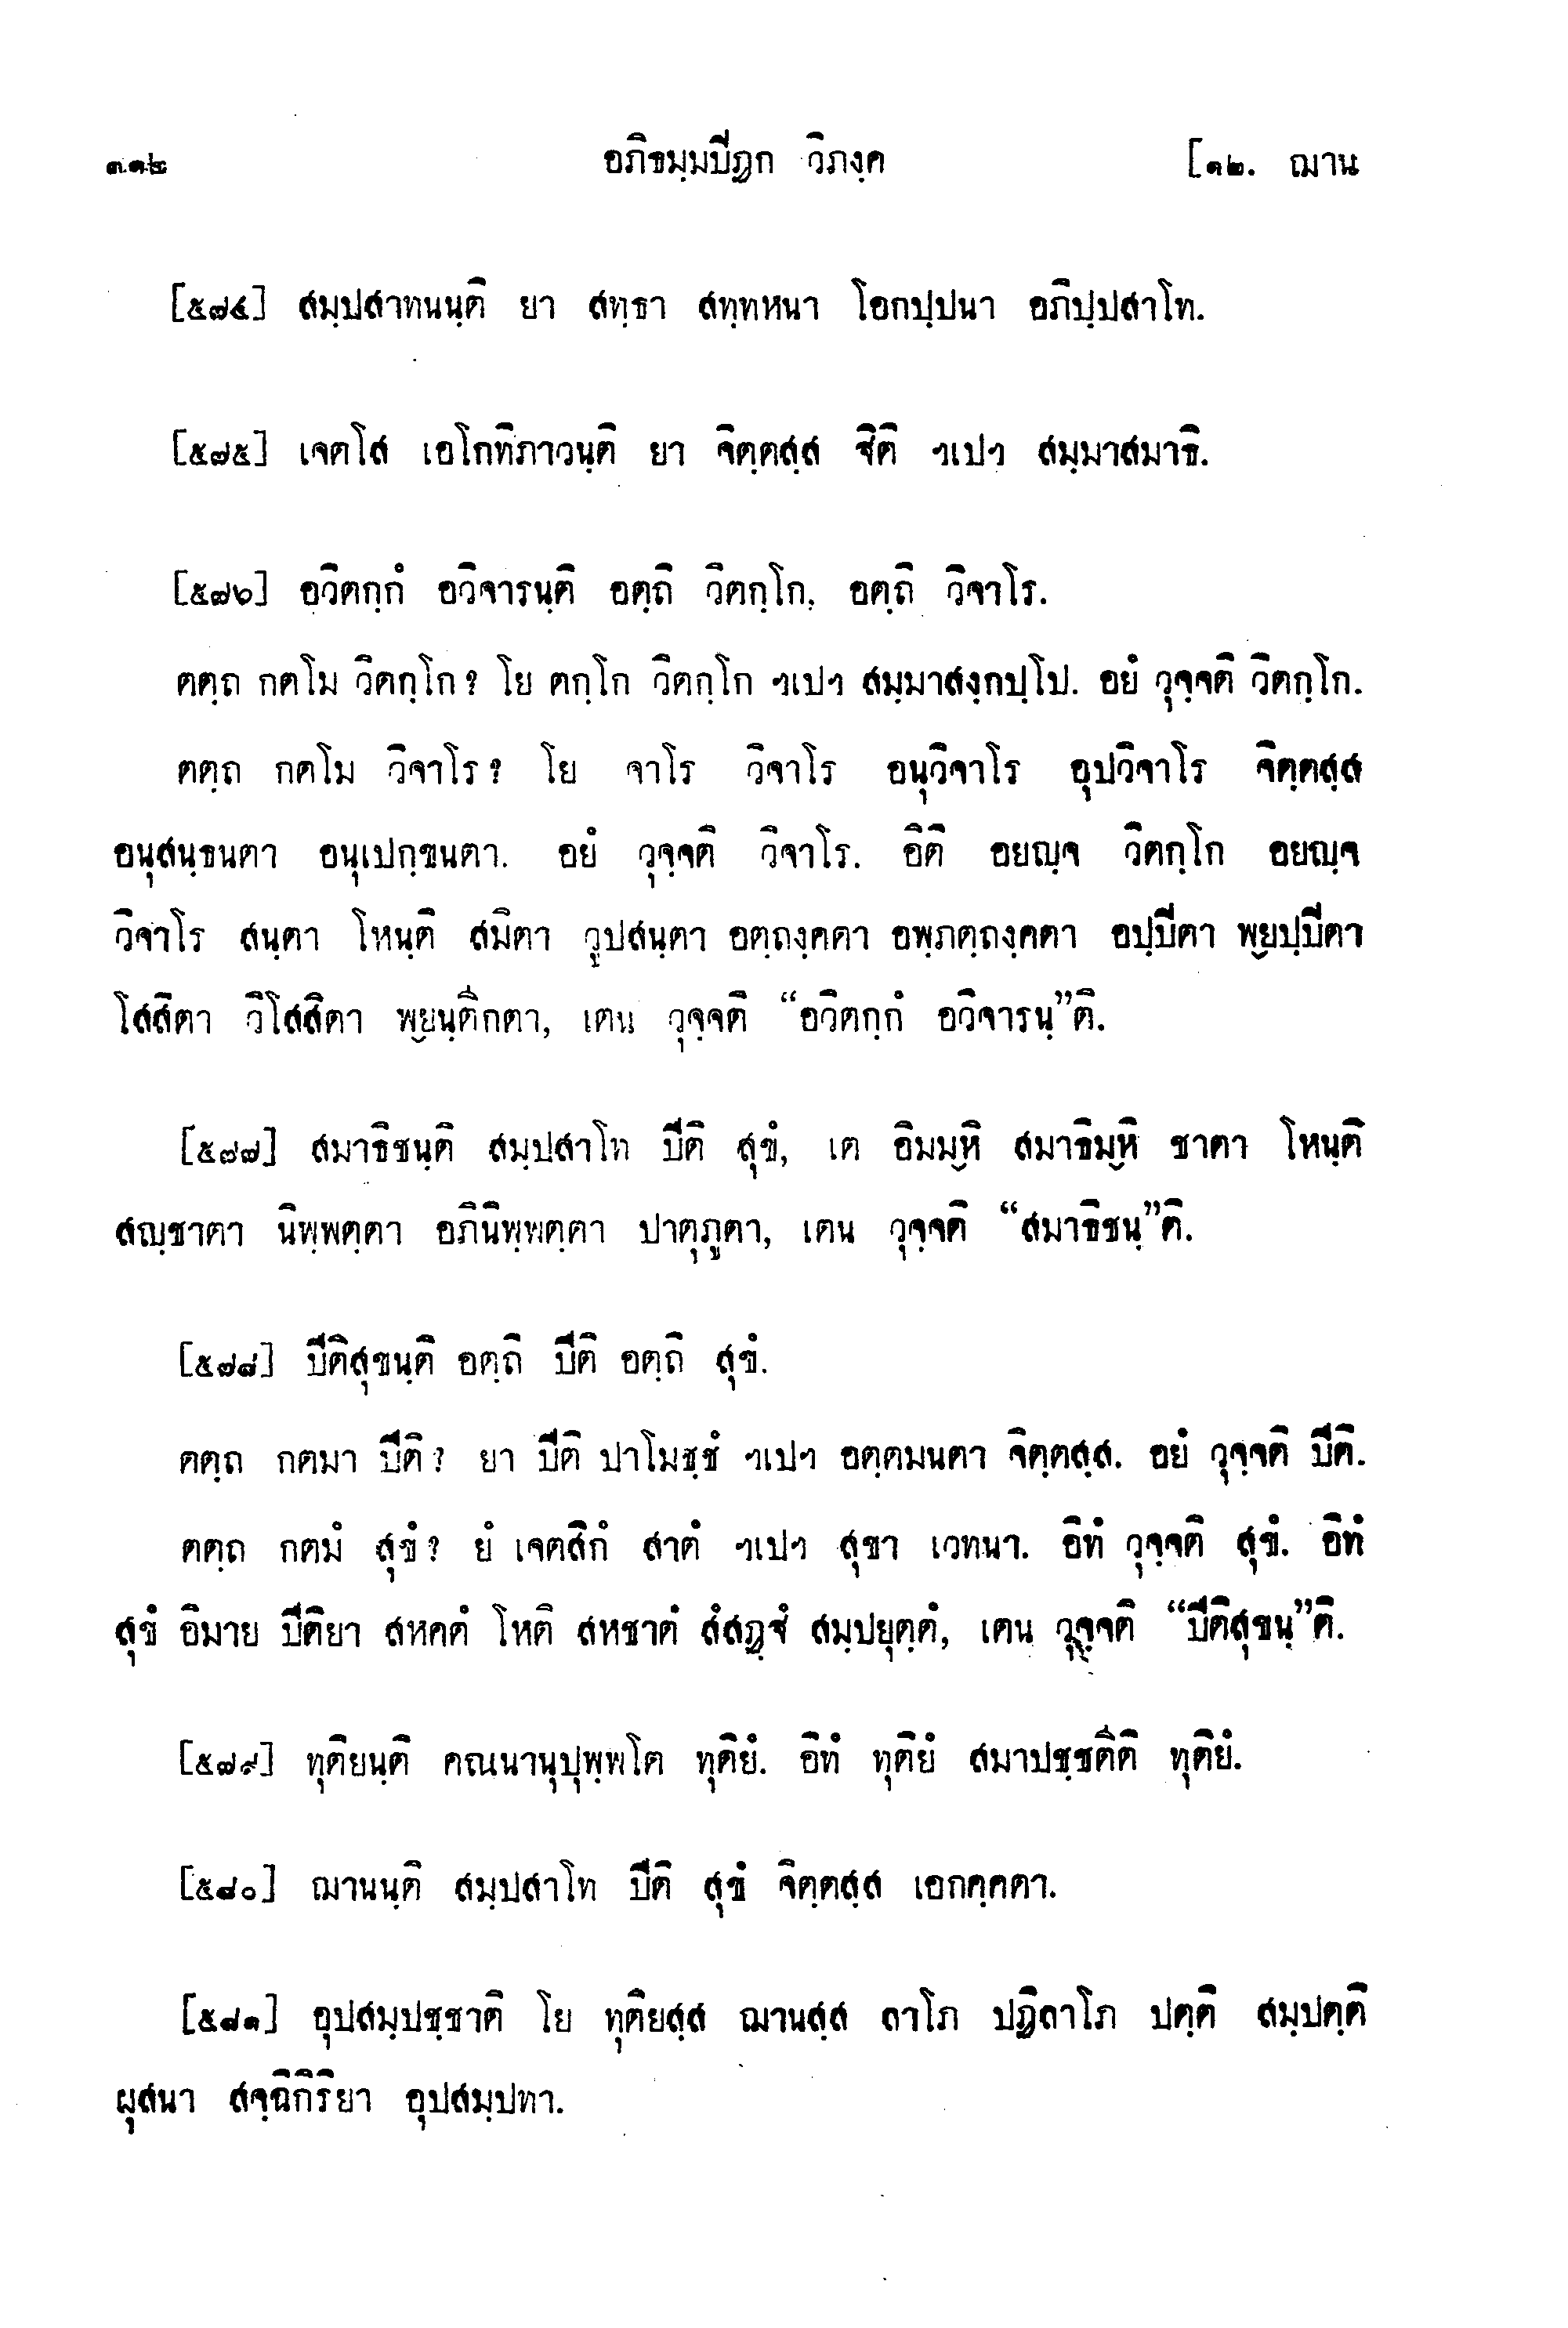 ๓๑๒ อภิธมฺมปิฏก วิภงฺค [๑๒. ฌาน
[๕๗๔] สมฺปสาทนนฺติ ยา สทฺธา สทฺทหนา โอกปฺปนา อภิปฺปสาโท.
[๕๗๕] เจตโส เอโกทิภาวนฺติ ยา จิตฺตสฺส ฐิติ ฯเปฯ สมฺมาสมาธิ.
[๕๗๖] อวิตกฺกํ อวิจารนฺติ อตฺถิ วิตกฺโก, อตฺถิ วิจาโร.
ตตฺถ กตโม วิตกฺโก? โย ตกฺโก วิตกฺโก ฯเปฯ สมฺมาสงฺกปฺโป. อยํ วุจฺจติ วิตกฺโก.
ตตฺถ กตโม วิจาโร? โย จาโร วิจาโร อนุวิจาโร อุปวิจาโร จิตฺตสฺส
อนุสนฺธนตา อนุเปกฺขนตา. อยํ วุจฺจติ วิจาโร. อิติ อยญฺจ วิตกฺโก อยญฺจ
วิจาโร สนฺตา โหนฺติ สมิตา วูปสนฺตา อตฺถงฺคตา อพฺภตฺถงฺคตา อปฺปิตา พฺยปฺปิตา
โสสิตา วิโสสิตา พฺยนฺตีกตา, เตน วุจฺจติ “อวิตกฺกํ อวิจารนฺ”ติ.
[๕๗๗] สมาธิชนฺติ สมฺปสาโท ปีติ สุขํ, เต อิมมฺหิ สมาธิมฺหิ ชาตา โหนฺติ
สญฺชาตา นิพฺพตฺตา อภินิพฺพตฺตา ปาตุภูตา, เตน วุจฺจติ “สมาธิชนฺ”ติ.
[๕๗๘] ปีติสุขนฺติ อตฺถิ ปีติ อตฺถิ สุขํ.
ตตฺถ กตมา ปีติ? ยา ปีติ ปาโมชฺชํ ฯเปฯ อตฺตมนตา จิตฺตสฺส. อยํ วุจฺจติ ปีติ.
ตตฺถ กตมํ สุขํ? ยํ เจตสิกํ สาตํ ฯเปฯ สุขา เวทนา. อิทํ วุจฺจติ สุขํ. อิทํ
สุขํ อิมาย ปีติยา สหคตํ โหติ สหชาตํ สํสฏฺฐํ สมฺปยุตฺตํ, เตน วุจฺจติ “ปีติสุขนฺ”ติ.
[๕๗๙] ทุติยนฺติ คณนานุปุพฺพโต ทุติยํ. อิทํ ทุติยํ สมาปชฺชตีติ ทุติยํ.
[๕๘๐] ฌานนฺติ สมฺปสาโท ปีติ สุขํ จิตฺตสฺส เอกคฺคตา.
[๕๘๑] อุปสมฺปชฺชาติ โย ทุติยสฺส ฌานสฺส ลาโภ ปฏิลาโภ ปตฺติ สมฺปตฺติ
ผุสนา สจฺฉิกิริยา อุปสมฺปทา.